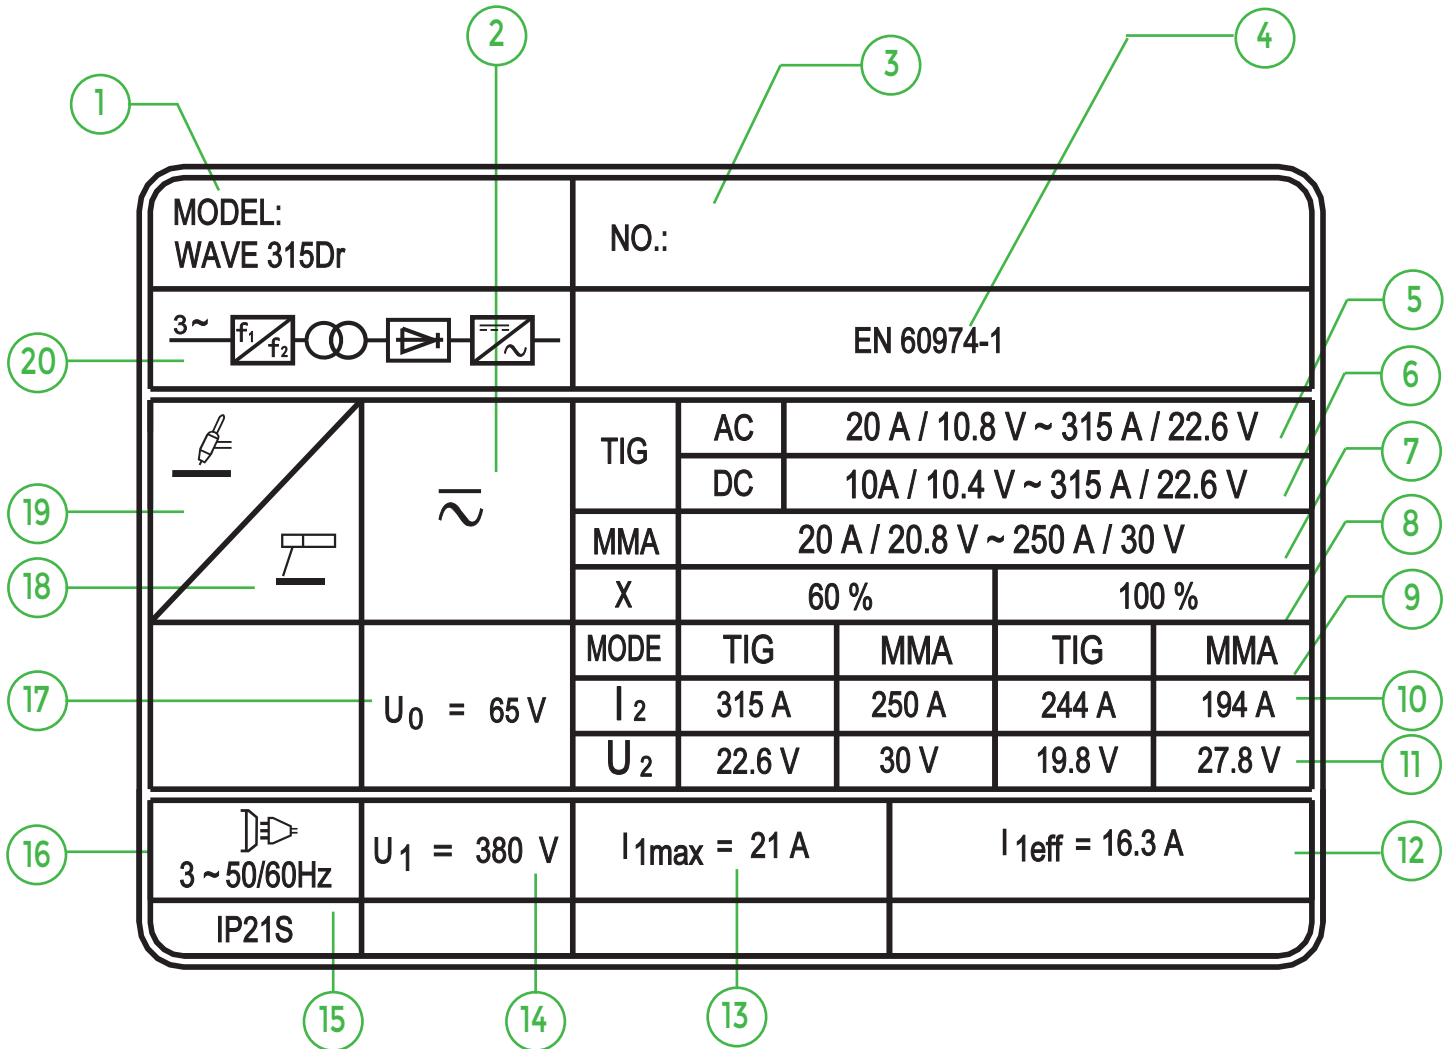 2
4
3
1
MODEL:
WAVE 315Dr
NO.:
3~
f1
f2
EN 60974-1
5
20
6
TIG
AC
20 A / 10.8 V ~ 315 A / 22.6 V
DC
10A / 10.4 V ~ 315 A / 22.6 V
7
19
MMA
20 A / 20.8 V ~ 250 A / 30 V
8
18
X
60 %
100 %
9
MODE
TIG
MMA
TIG
MMA
17
U0 = 65 V
I 2
315 A
250 A
244 A
194 A
10
U 2
22.6 V
30 V
19.8 V
27.8 V
11
16
3 ~ 50/60Hz
U1 = 380 V
I 1max = 21 A
I 1eff = 16.3 A
12
IP21S
15
14
13